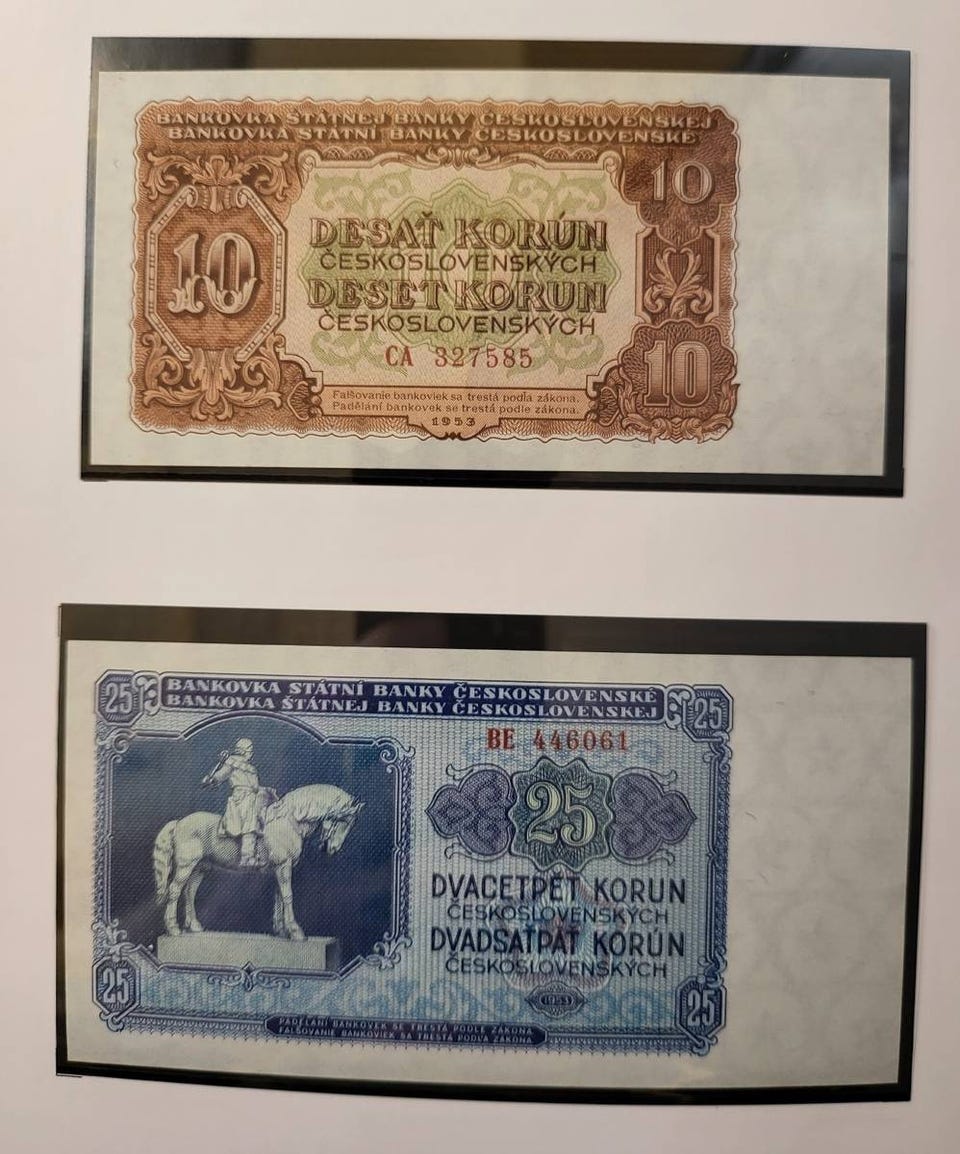 BANKOVKA ŠTÁTNEJ BANKY ČESKOSLOVENSKEJ
BANKOVKA STÁTNÍ BANKY ČESKOSLOVENSKÉ
10
10
DESAŤ KORÚN
ČESKOSLOVENSKÝCH
DESET KORUN
ČESKOSLOVENSKÝCH
CA 327585
10
Falšovanie bankoviek sa trestá podľa zákona.
Padělání bankovek se trestá podle zákona.
1953
25
BANKOVKA STÁTNÍ BANKY ČESKOSLOVENSKÉ
BANKOVKA ŠTÁTNEJ BANKY ČESKOSLOVENSKEJ
25
BE 446061
25
DVACETPĚT KORUN
ČESKOSLOVENSKÝCH
DVADSAŤPÄŤ KORÚN
ČESKOSLOVENSKÝCH
25
1953
25
PADĚLÁNÍ BANKOVEK SE TRESTÁ PODLE ZÁKONA
FALŠOVANIE BANKOVIEK SA TRESTÁ PODĽA ZÁKONA